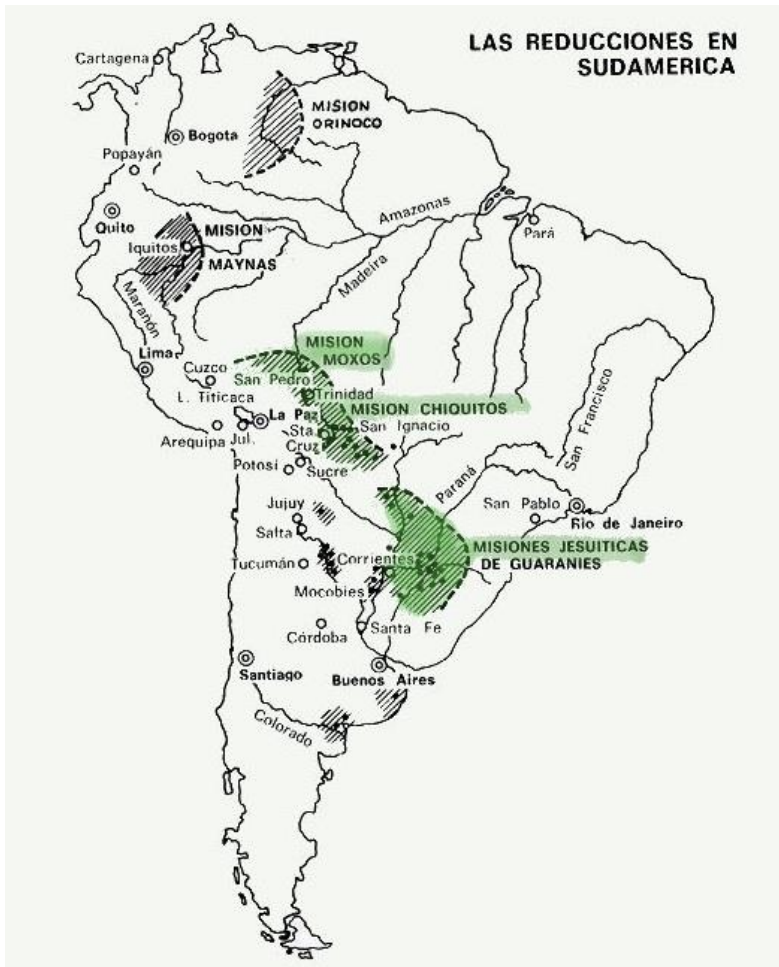 LAS REDUCCIONES EN
SUDAMERICA
Cartagena
MISION
ORINOCO
Bogota
Popayán
Quito
Amazonas
Pará
MISION
Iquitos
MAYNAS
Madeira
Marañón
MISION
MOXOS
Lima
Cuzco
San Pedro
L. Titicaca
Trinidad
MISION CHIQUITOS
La Paz
Sta.
San Ignacio
Arequipa
Jul.
Cruz
San Francisco
Potosí
Sucre
Paraná
Jujuy
San Pablo
Rio de Janeiro
Salta
MISIONES JESUITICAS
DE GUARANIES
Tucumán
Corrientes
Mocobies
Córdoba
Santa Fe
Santiago
Buenos Aires
Colorado